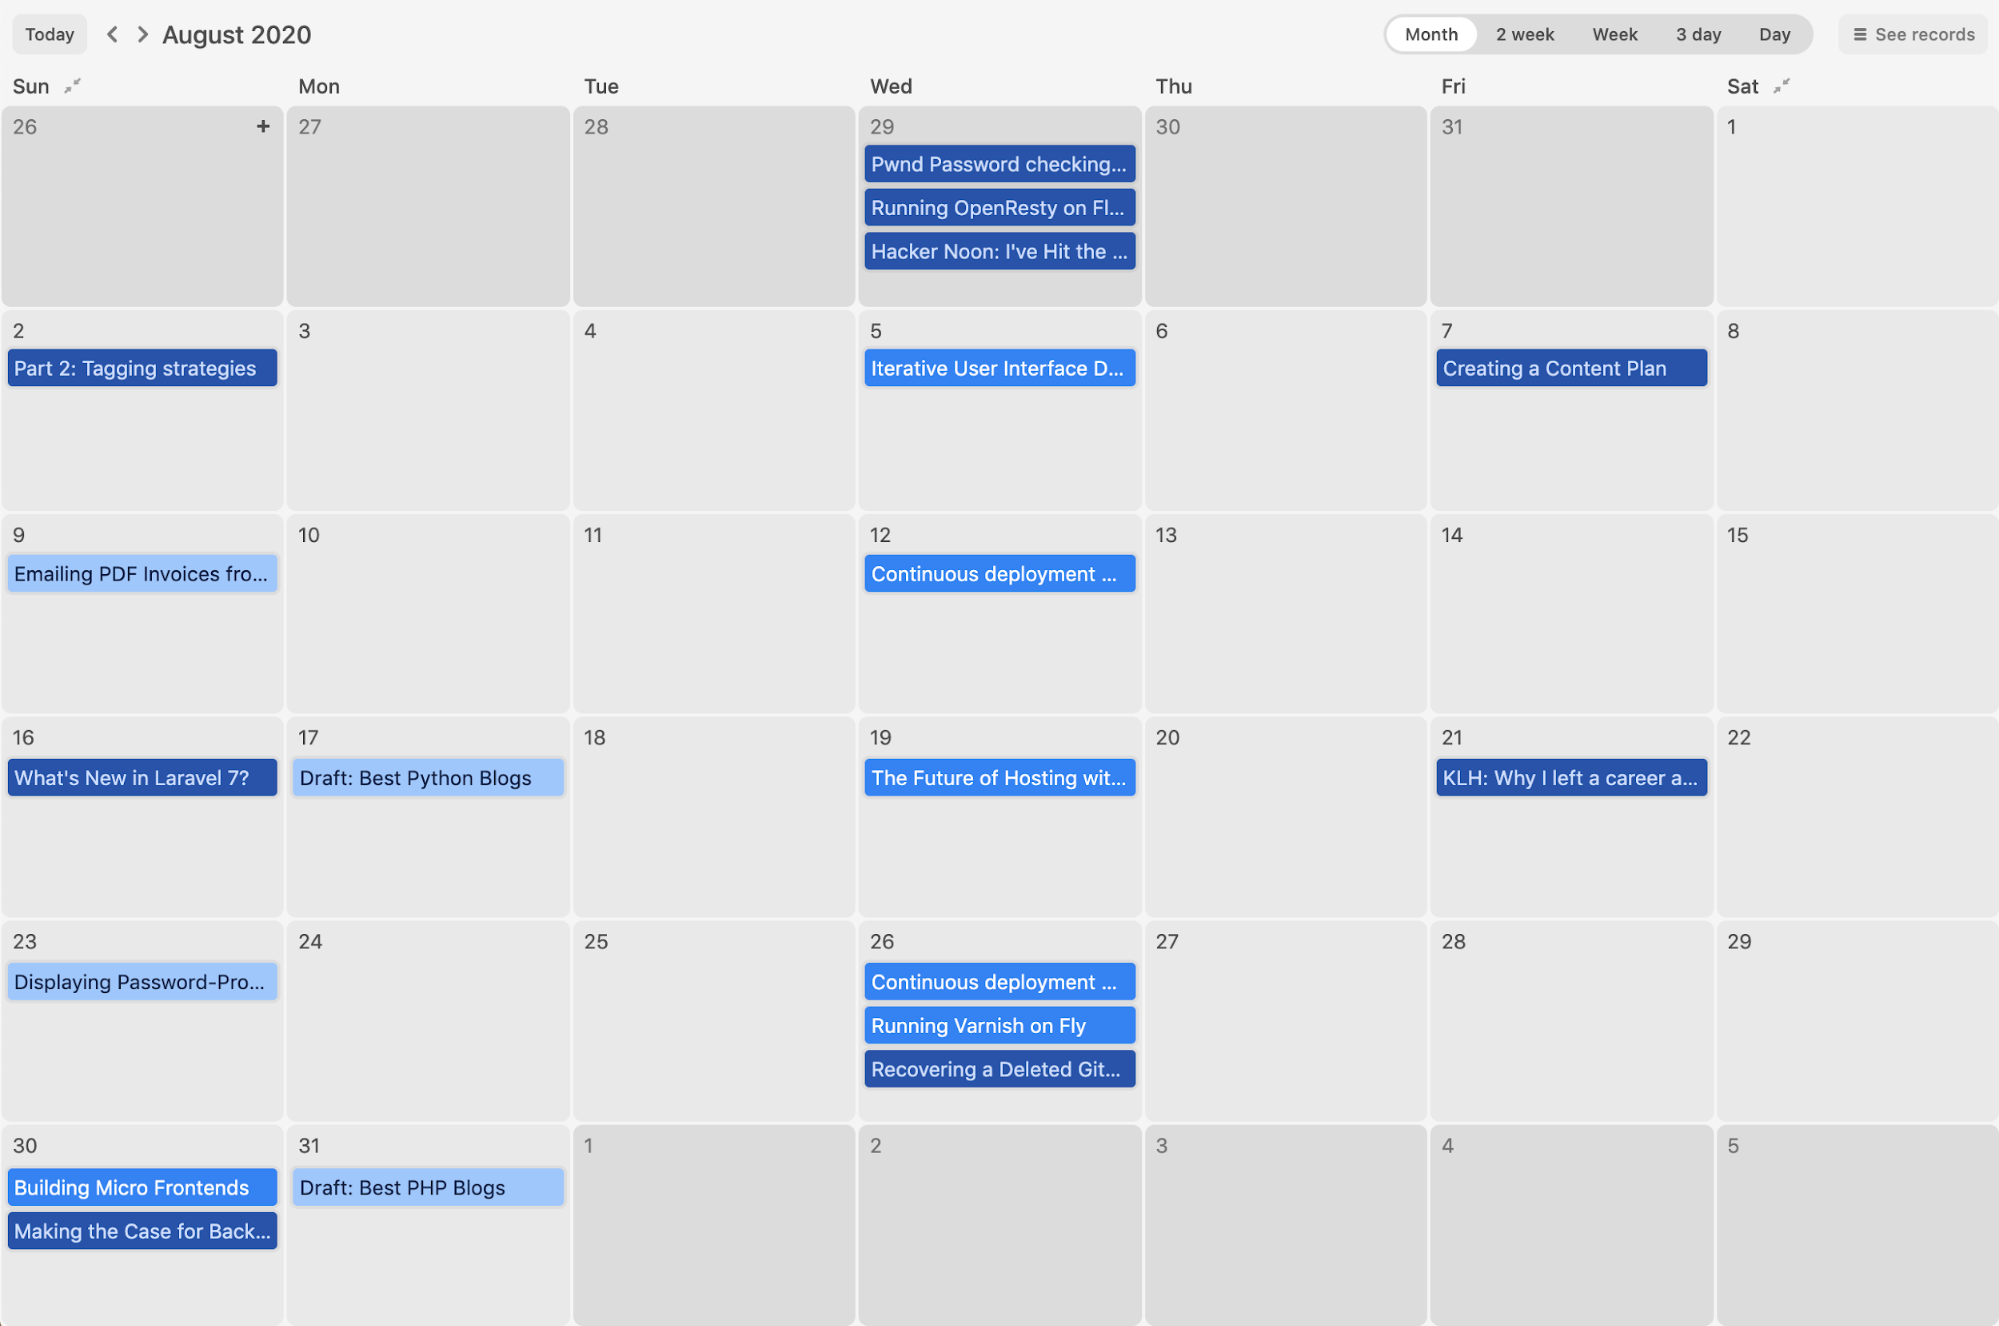 Today < > August 2020
Month 2 week Week 3 day Day See records
Sun Mon Tue Wed Thu Fri Sat
26 + 27 28 29 30 31 1
Pwnd Password checking...
Running OpenResty on Fl...
Hacker Noon: I've Hit the ...
2 3 4 5 6 7 8
Part 2: Tagging strategies
Iterative User Interface D...
Creating a Content Plan
9 10 11 12 13 14 15
Emailing PDF Invoices fro...
Continuous deployment ...
16 17 18 19 20 21 22
What's New in Laravel 7?
Draft: Best Python Blogs
The Future of Hosting wit...
KLH: Why I left a career a...
23 24 25 26 27 28 29
Displaying Password-Pro...
Continuous deployment ...
Running Varnish on Fly
Recovering a Deleted Git...
30 31 1 2 3 4 5
Building Micro Frontends
Draft: Best PHP Blogs
Making the Case for Back...